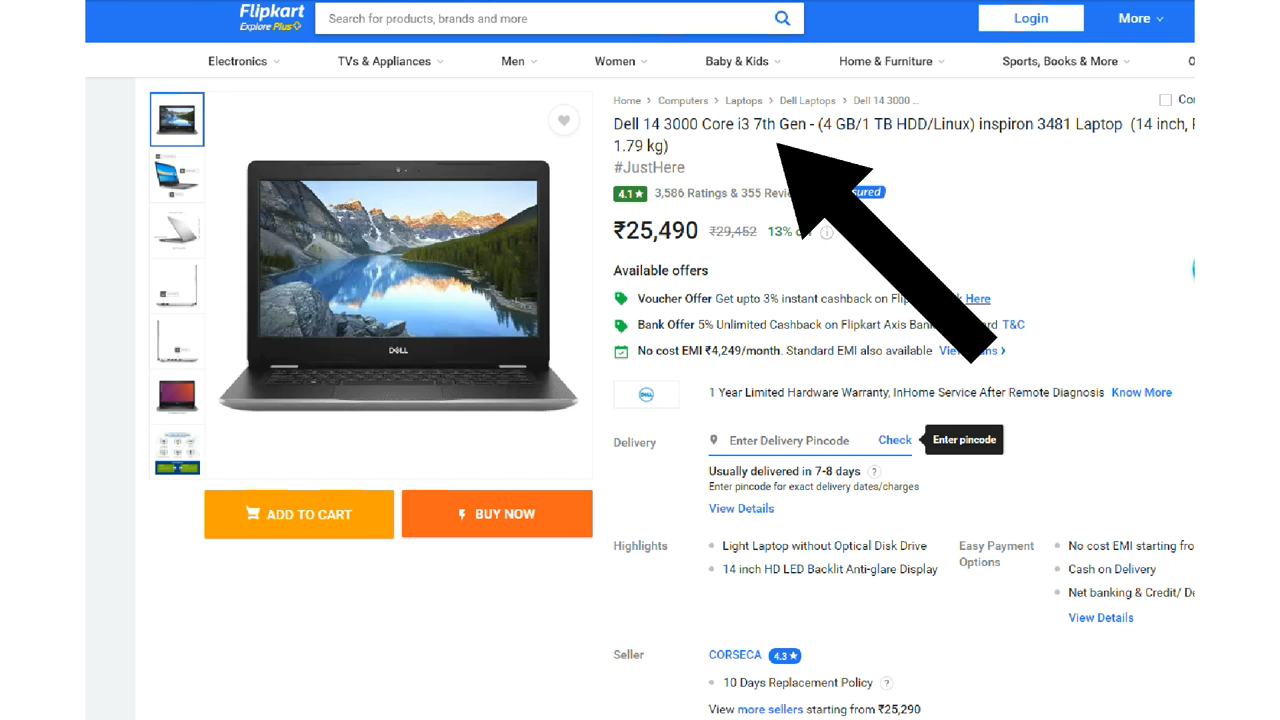 Flipkart
Explore Plus
Search for products, brands and more
Login
More
Electronics
TVs & Appliances
Men
Women
Baby & Kids
Home & Furniture
Sports, Books & More
Home > Computers > Laptops > Dell Laptops > Dell 14 3000 ...
Dell 14 3000 Core i3 7th Gen - (4 GB/1 TB HDD/Linux) inspiron 3481 Laptop (14 inch,
1.79 kg)
#JustHere
4.1★ 3,586 Ratings & 355
₹25,490 ₹29,452 13%
Available offers
Voucher Offer Get upto 3% instant cashback on Here
Bank Offer 5% Unlimited Cashback on Flipkart Axis T&C
No cost EMI ₹4,249/month. Standard EMI also available
DELL
DELL
1 Year Limited Hardware Warranty, InHome Service After Remote Diagnosis Know More
Delivery
Enter Delivery Pincode
Check
Enter pincode
Usually delivered in 7-8 days ?
Enter pincode for exact delivery dates/charges
View Details
ADD TO CART
BUY NOW
Highlights
Light Laptop without Optical Disk Drive
14 inch HD LED Backlit Anti-glare Display
Easy Payment
Options
No cost EMI starting
Cash on Delivery
Net banking & Credit/
View Details
Seller
CORSECA 4.3★
10 Days Replacement Policy ?
View more sellers starting from ₹25,290